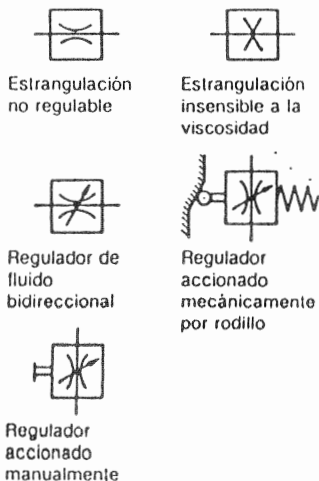 Estrangulación
no regulable
Estrangulación
insensible a la
viscosidad
Regulador de
fluido
bidireccional
Regulador
accionado
mecánicamente
por rodillo
Regulador
accionado
manualmente